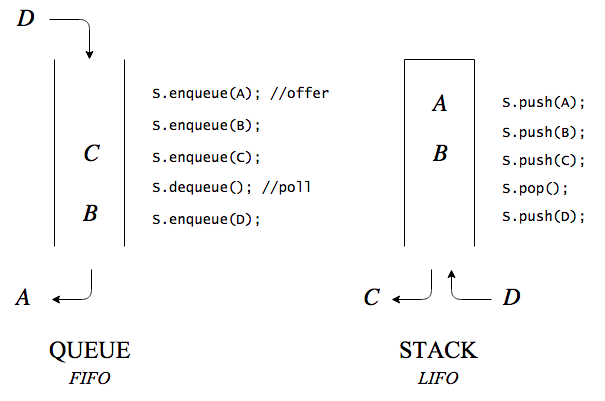 D
C
B
A
S.enqueue(A); //offer
S.enqueue(B);
S.enqueue(C);
S.dequeue(); //poll
S.enqueue(D);
QUEUE
FIFO
A
B
S.push(A);
S.push(B);
S.push(C);
S.pop();
S.push(D);
C
D
STACK
LIFO